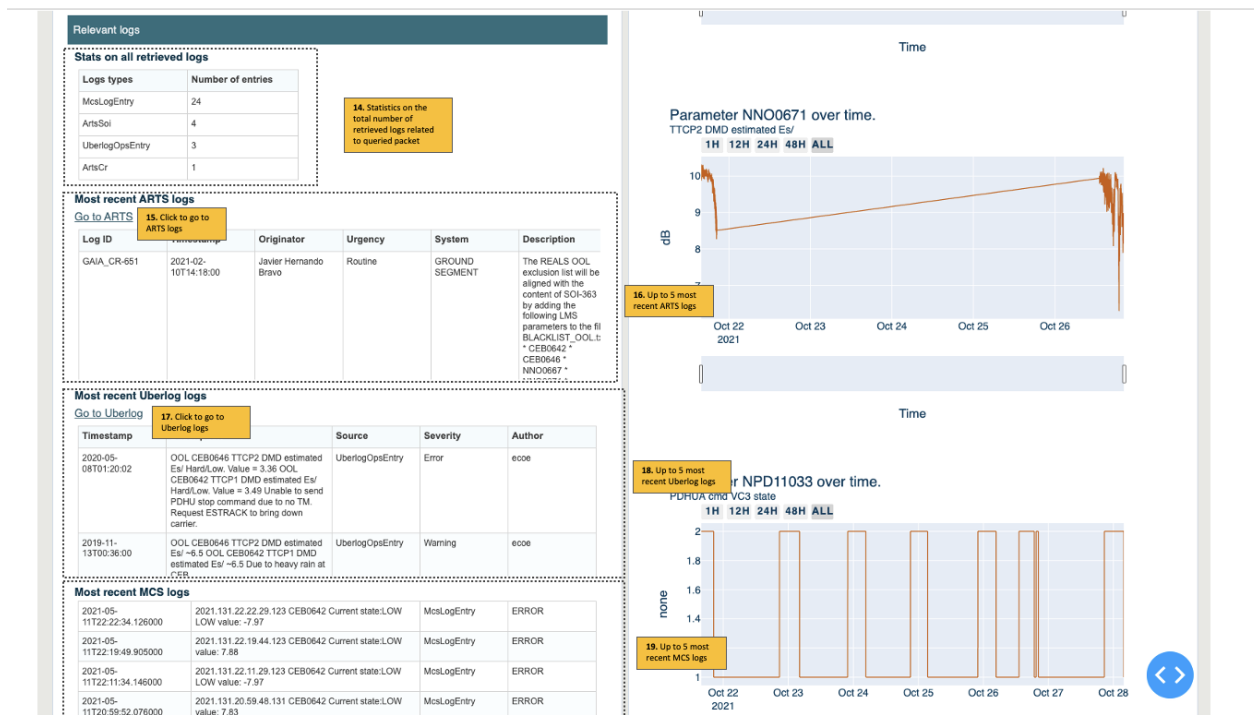 Relevant logs
Stats on all retrieved logs
Logs types Number of entries
McsLogEntry 24
ArtsSoi 4
UberlogOpsEntry 3
ArtsCr 1
14. Statistics on the
total number of
retrieved logs related
to queried packet
Most recent ARTS logs
Go to ARTS
15. Click to go to
ARTS logs
Log ID Originator Urgency System Description
GAIA_CR-651 2021-02-
10T14:18:00 Javier Hernando
Bravo Routine GROUND
SEGMENT The REALS OOL
exclusion list will be
aligned with the
content of SOI-363
by adding the
following LMS
parameters to the fil
BLACKLIST_OOL.t
* CEB0642 *
CEB0646 *
NNO0667 *
16. Up to 5 most
recent ARTS logs
Most recent Uberlog logs
Go to Uberlog
17. Click to go to
Uberlog logs
Timestamp Source Severity Author
2020-05-
08T01:20:02 OOL CEB0646 TTCP2 DMD estimated
Es/ Hard/Low. Value = 3.36 OOL
CEB0642 TTCP1 DMD estimated Es/
Hard/Low. Value = 3.49 Unable to send
PDHU stop command due to no TM.
Request ESTRACK to bring down
carrier. UberlogOpsEntry Error ecoe
2019-11-
13T00:36:00 OOL CEB0646 TTCP2 DMD estimated
Es/ ~6.5 OOL CEB0642 TTCP1 DMD
estimated Es/ ~6.5 Due to heavy rain at
CEB UberlogOpsEntry Warning ecoe
18. Up to 5 most
recent Uberlog logs
Most recent MCS logs
2021-05-
11T22:22:34.126000 2021.131.22.22.29.123 CEB0642 Current state:LOW
LOW value: -7.97 McsLogEntry ERROR
2021-05-
11T22:19:49.905000 2021.131.22.19.44.123 CEB0642 Current state:LOW
value: 7.88 McsLogEntry ERROR
2021-05-
11T22:11:34.146000 2021.131.22.11.29.123 CEB0642 Current state:LOW
LOW value: -7.97 McsLogEntry ERROR
2021-05-
11T20:59:52.076000 2021.131.20.59.48.131 CEB0642 Current state:LOW
value: 7.83 McsLogEntry ERROR
19. Up to 5 most
recent MCS logs
Time
Parameter NNO0671 over time.
TTCP2 DMD estimated Es/
1H 12H 24H 48H ALL
10
9
8
dB
Oct 22
2021 Oct 23 Oct 24 Oct 25 Oct 26
Time
NPD11033 over time.
PDHUA cmd VC3 state
1H 12H 24H 48H ALL
2
1.8
1.6
1.4
1
none
Oct 22
2021 Oct 23 Oct 24 Oct 25 Oct 26 Oct 27 Oct 28